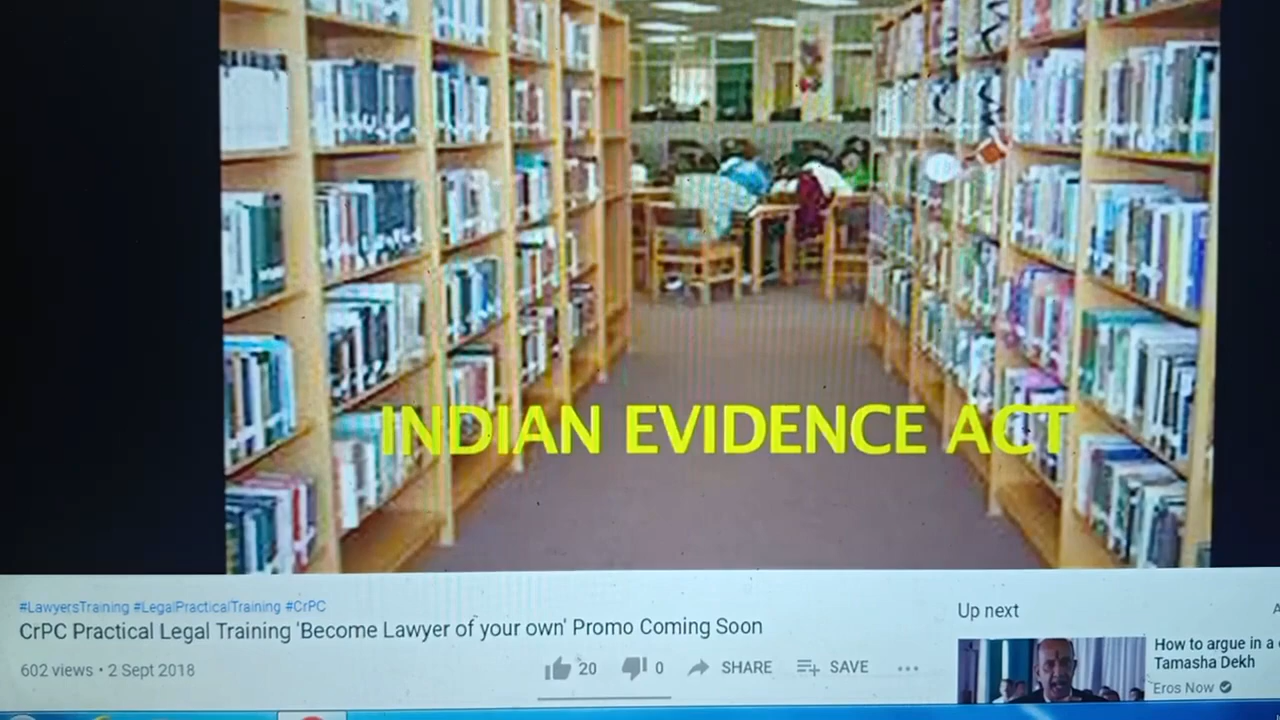 INDIAN EVIDENCE ACT
#LawyersTraining #LegalPracticalTraining #CrPC
CrPC Practical Legal Training 'Become Lawyer of your own' Promo Coming Soon
602 views • 2 Sept 2018
20
0
SHARE
SAVE
Up next
A
How to argue in a
Tamasha Dekh
Eros Now